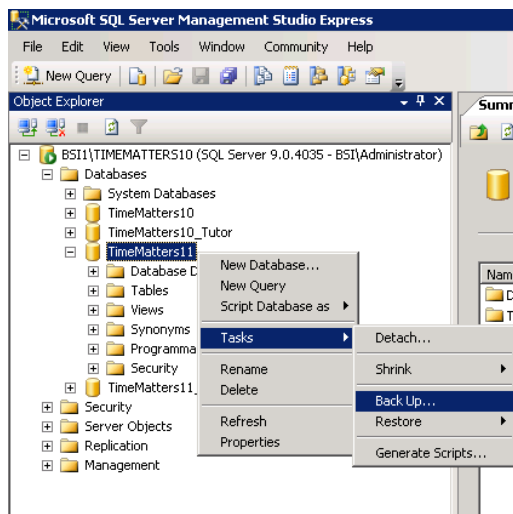 Microsoft SQL Server Management Studio Express
File Edit View Tools Window Community Help
New Query
Object Explorer
Summ
BSI1\TIMEMATTERS10 (SQL Server 9.0.4035 - BSI\Administrator)
Databases
System Databases
TimeMatters10
TimeMatters10_Tutor
TimeMatters11
Database D
Tables
Views
Synonyms
Programma
Security
TimeMatters11_
Security
Server Objects
Replication
Management
New Database...
New Query
Script Database as
Tasks
Rename
Delete
Refresh
Properties
Detach...
Shrink
Back Up...
Restore
Generate Scripts...
Nam
D
T